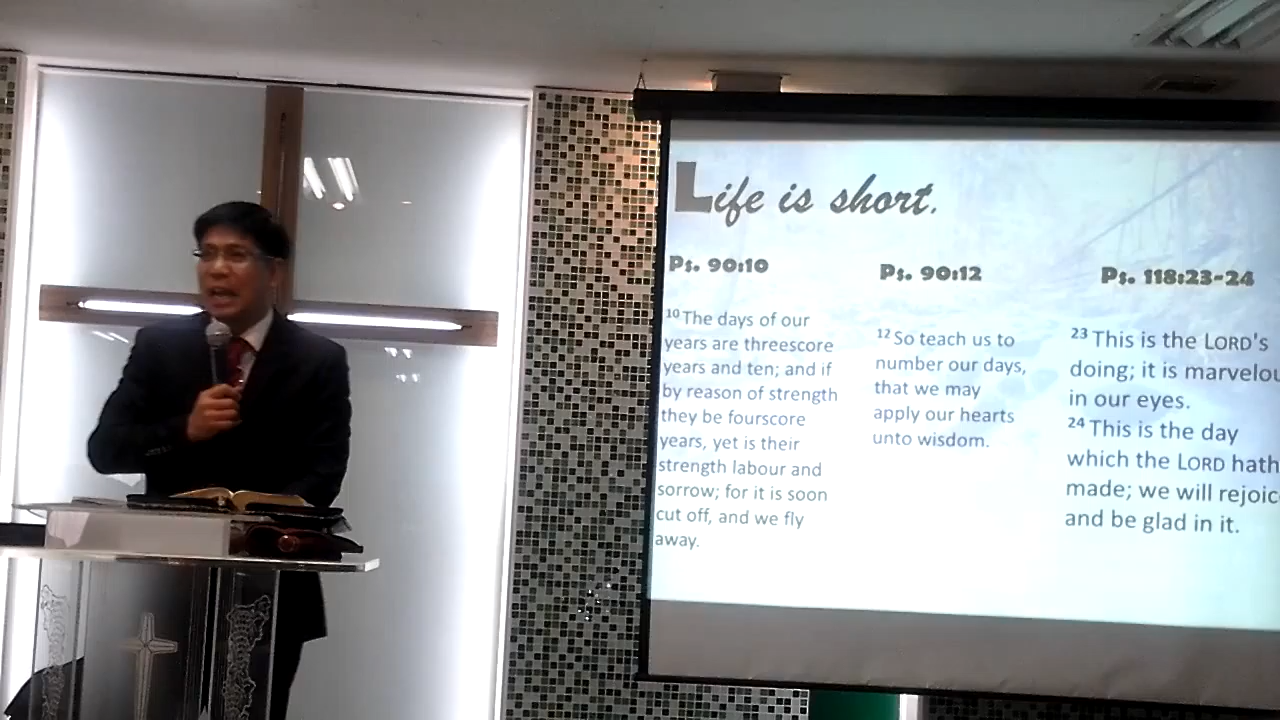 Life is short.
Ps. 90:10
10 The days of our
years are threescore
years and ten; and if
by reason of strength
they be fourscore
years, yet is their
strength labour and
sorrow; for it is soon
cut off, and we fly
away.
Ps. 90:12
12 So teach us to
number our days,
that we may
apply our hearts
unto wisdom.
Ps. 118:23-24
23 This is the LORD's
doing; it is marvelou
in our eyes.
24 This is the day
which the LORD hath
made; we will rejoic
and be glad in it.